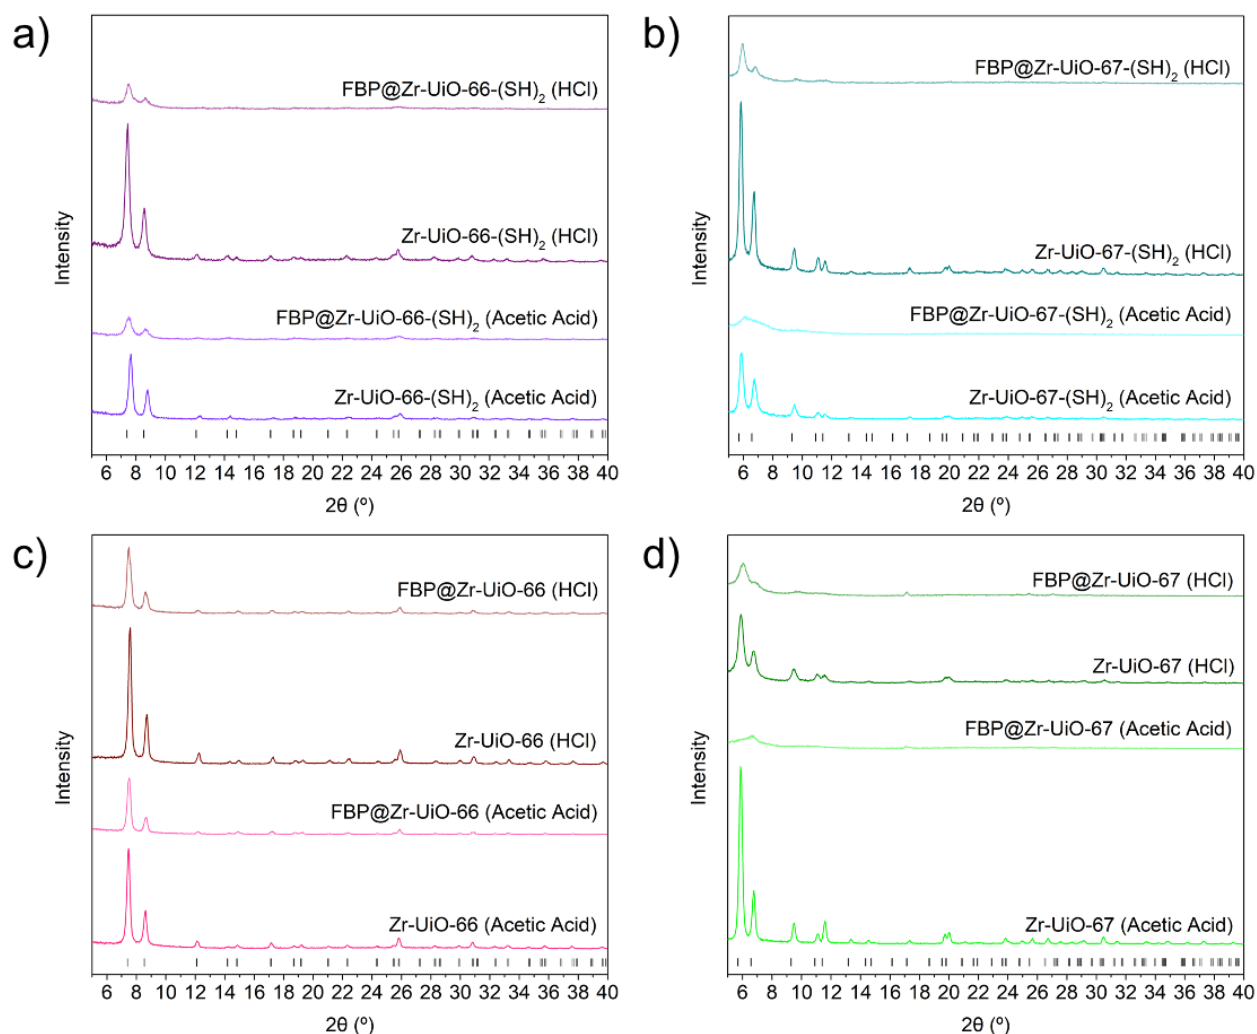 a)
FBP@Zr-UiO-66-(SH)₂ (HCl)
Zr-UiO-66-(SH)₂ (HCl)
FBP@Zr-UiO-66-(SH)₂ (Acetic Acid)
Zr-UiO-66-(SH)₂ (Acetic Acid)
Intensity
6 8 10 12 14 16 18 20 22 24 26 28 30 32 34 36 38 40
2θ (º)
b)
FBP@Zr-UiO-67-(SH)₂ (HCl)
Zr-UiO-67-(SH)₂ (HCl)
FBP@Zr-UiO-67-(SH)₂ (Acetic Acid)
Zr-UiO-67-(SH)₂ (Acetic Acid)
Intensity
6 8 10 12 14 16 18 20 22 24 26 28 30 32 34 36 38 40
2θ (º)
c)
FBP@Zr-UiO-66 (HCl)
Zr-UiO-66 (HCl)
FBP@Zr-UiO-66 (Acetic Acid)
Zr-UiO-66 (Acetic Acid)
Intensity
6 8 10 12 14 16 18 20 22 24 26 28 30 32 34 36 38 40
2θ (º)
d)
FBP@Zr-UiO-67 (HCl)
Zr-UiO-67 (HCl)
FBP@Zr-UiO-67 (Acetic Acid)
Zr-UiO-67 (Acetic Acid)
Intensity
6 8 10 12 14 16 18 20 22 24 26 28 30 32 34 36 38 40
2θ (º)